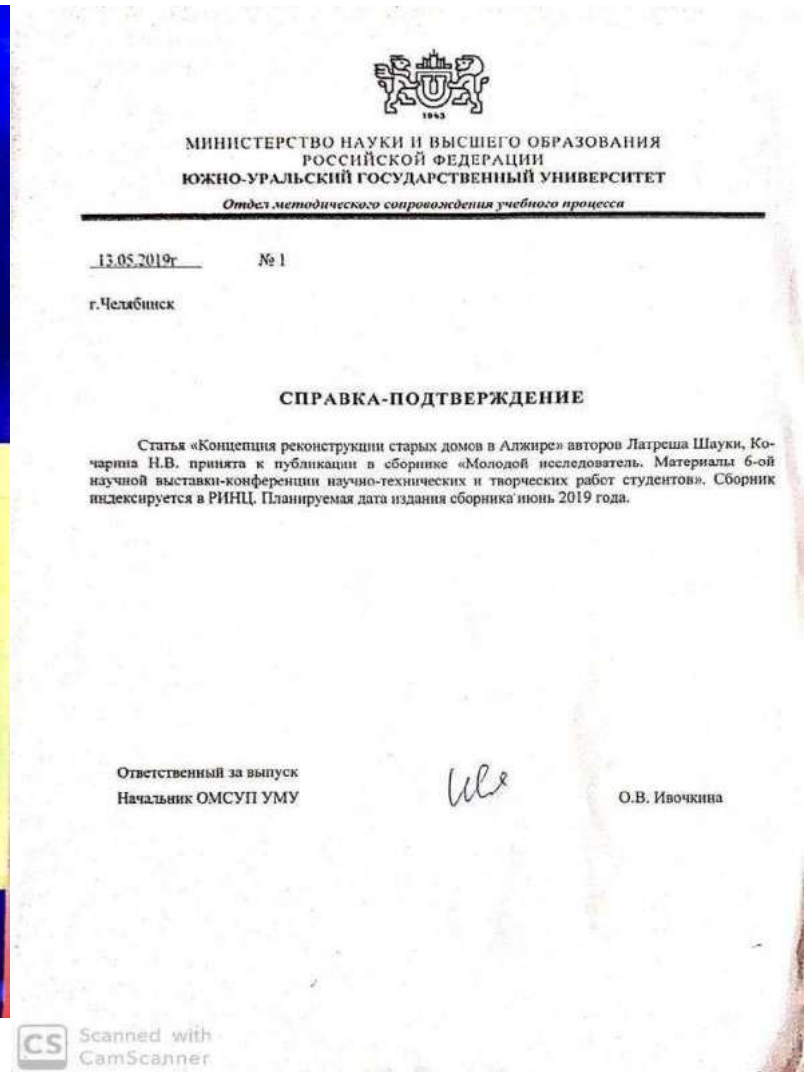 1943
МИНИСТЕРСТВО НАУКИ И ВЫСШЕГО ОБРАЗОВАНИЯ
РОССИЙСКОЙ ФЕДЕРАЦИИ
ЮЖНО-УРАЛЬСКИЙ ГОСУДАРСТВЕННЫЙ УНИВЕРСИТЕТ
Отдел методического сопровождения учебного процесса
13.05.2019г № 1
г.Челябинск
СПРАВКА-ПОДТВЕРЖДЕНИЕ
Статья «Концепция реконструкции старых домов в Алжире» авторов Латреша Шауки, Ко-
чарина Н.В. принята к публикации в сборнике «Молодой исследователь. Материалы 6-ой
научной выставки-конференции научно-технических и творческих работ студентов». Сборник
индексируется в РИНЦ. Планируемая дата издания сборника июнь 2019 года.
Ответственный за выпуск
Начальник ОМСУП УМУ О.В. Ивочкина
CS Scanned with
CamScanner